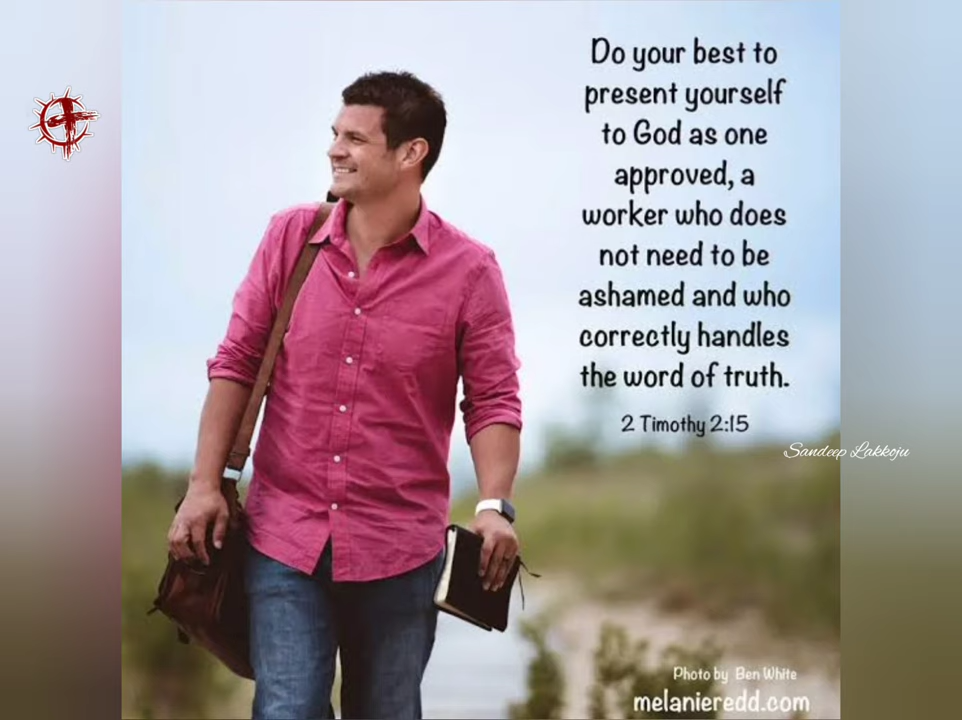 Do your best to
present yourself
to God as one
approved, a
worker who does
not need to be
ashamed and who
correctly handles
the word of truth.
2 Timothy 2:15
Sandeep Lakkoju
Photo by Ben White
melanieredd.com